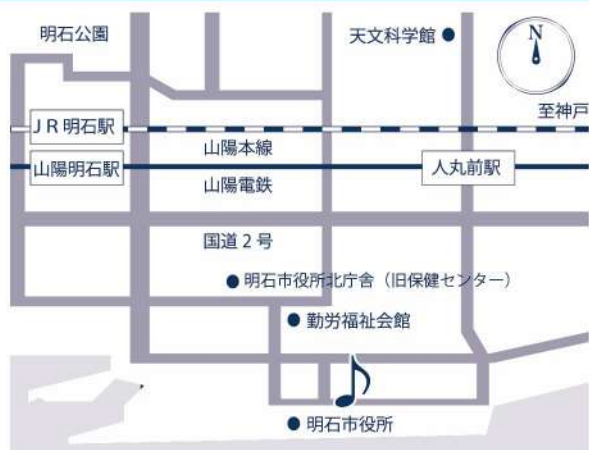 明石公園
天文科学館
N
至神戸
JR明石駅
山陽本線
山陽明石駅
人丸前駅
山陽電鉄
国道2号
明石市役所北庁舎（旧保健センター）
勤労福祉会館
明石市役所